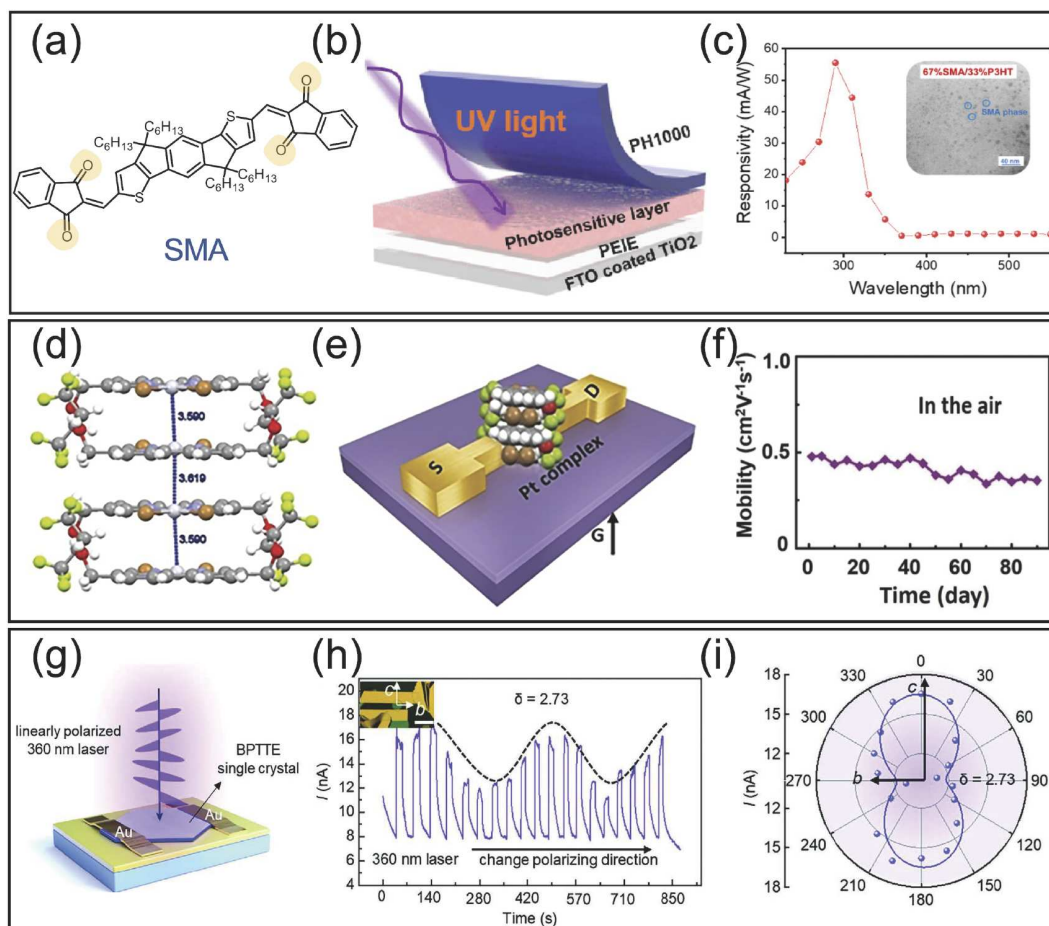 (a)
O
O
C₆H₁₃
C₆H₁₃
S
O
S
C₆H₁₃
C₆H₁₃
O
SMA
(b)
UV light
PH1000
Photosensitive layer
PEIE
FTO coated TiO2
(c)
60
50
40
30
20
10
0
Responsivity (mA/W)
67%SMA/33%P3HT
SMA phase
40 nm
300
400
500
Wavelength (nm)
(d)
3.590
3.619
3.590
(e)
S
D
Pt complex
G
(f)
1.0
0.5
0
Mobility (cm²V⁻¹s⁻¹)
In the air
0 20 40 60 80
Time (day)
(g)
linearly polarized
360 nm laser
BPTTE
single crystal
Au
Au
(h)
20
18
16
14
12
10
8
6
4
I (nA)
c
b
δ = 2.73
360 nm laser
change polarizing direction
0 140 280 420 570 710 850
Time (s)
(i)
18
15
12
10
12
15
18
I (nA)
0
30
60
90
120
150
180
210
240
270
300
330
c
b
δ = 2.73